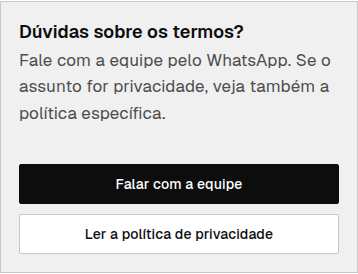 Dúvidas sobre os termos?
Fale com a equipe pelo WhatsApp. Se o
assunto for privacidade, veja também a
política específica.
Falar com a equipe
Ler a política de privacidade